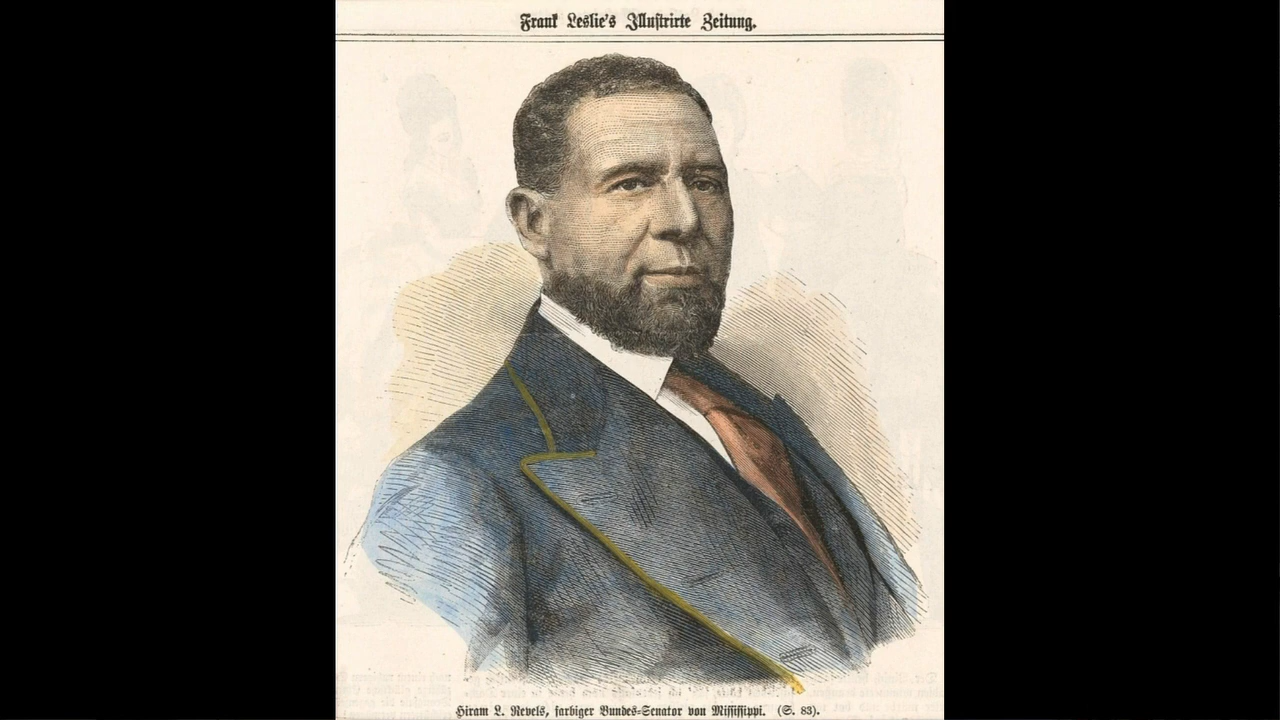 Frank Leslie's Illustrirte Zeitung.
Hiram L. Revels, farbiger Bundes=Senator von Mississippi. (S. 83).